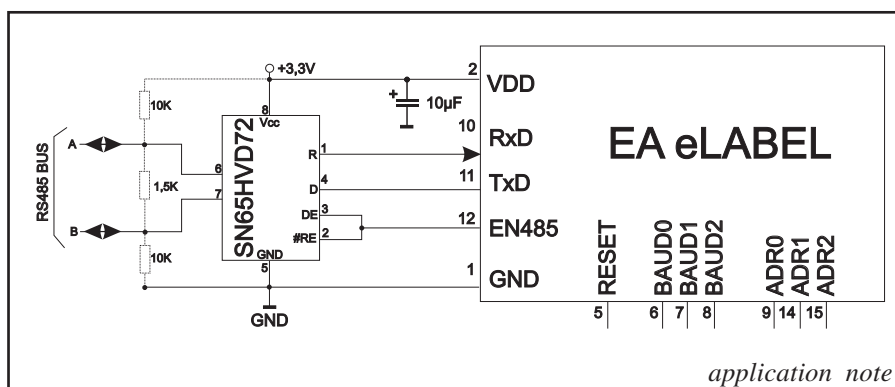 +3,3V
2
VDD
10K
8
Vcc
+
10µF
10
RxD
EA eLABEL
RS485 BUS
A
6
1,5K
7
B
10K
SN65HVD72
R
1
D
4
DE
3
#RE
2
GND
5
11
TxD
12
EN485
1
GND
GND
RESET
BAUD0
BAUD1
BAUD2
ADR0
ADR1
ADR2
5
6
7
8
9
14
15
application note